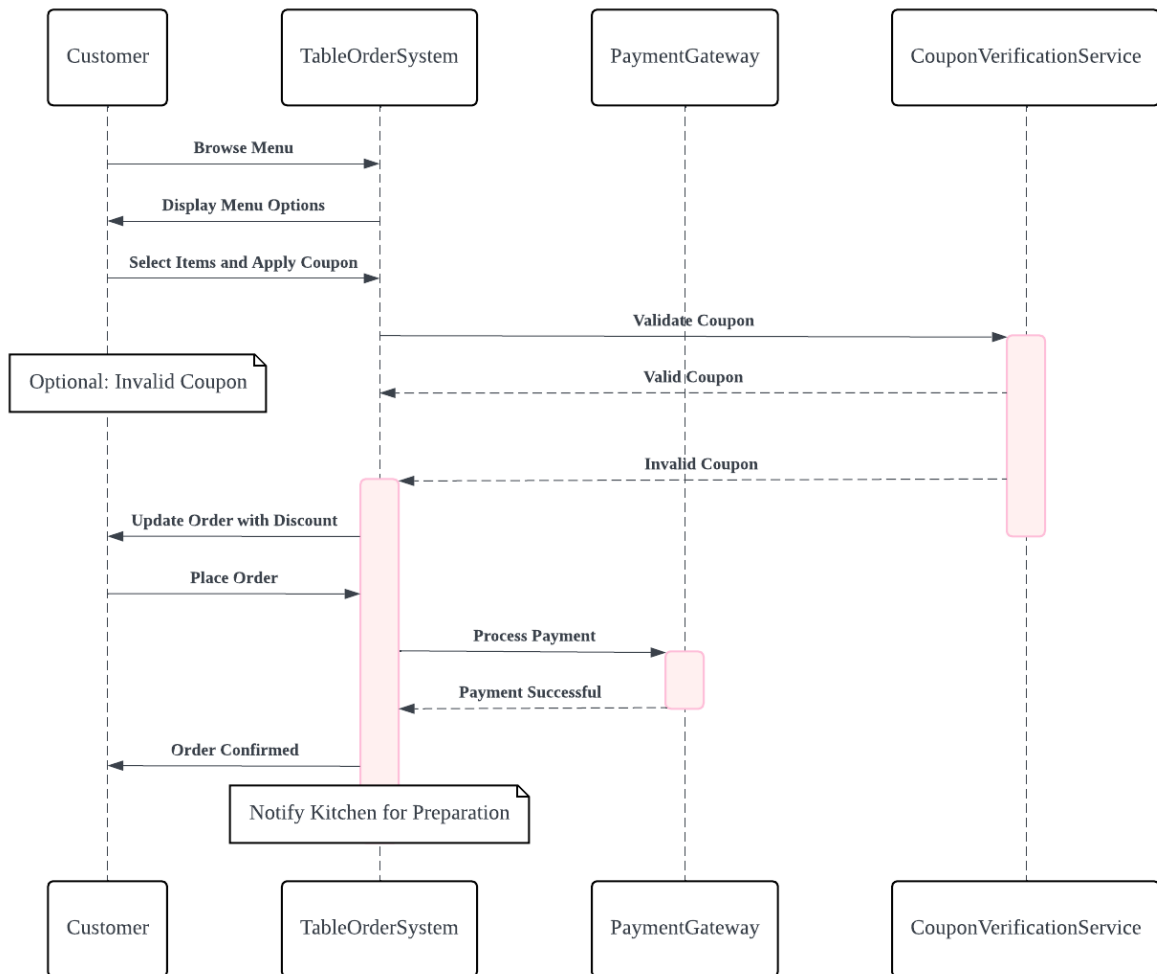 Customer
TableOrderSystem
PaymentGateway
CouponVerificationService
Browse Menu
Display Menu Options
Select Items and Apply Coupon
Validate Coupon
Optional: Invalid Coupon
Valid Coupon
Invalid Coupon
Update Order with Discount
Place Order
Process Payment
Payment Successful
Order Confirmed
Notify Kitchen for Preparation
Customer
TableOrderSystem
PaymentGateway
CouponVerificationService